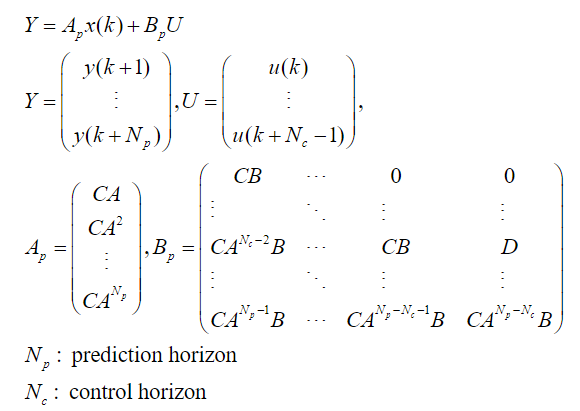 Y = A_p x(k) + B_p U
Y = \begin{pmatrix} y(k+1) \\ \vdots \\ y(k+N_p) \end{pmatrix}, U = \begin{pmatrix} u(k) \\ \vdots \\ u(k+N_c-1) \end{pmatrix},
A_p = \begin{pmatrix} CA \\ CA^2 \\ \vdots \\ CA^{N_p} \end{pmatrix}, B_p = \begin{pmatrix} CB & \cdots & 0 & 0 \\ \vdots & \ddots & \vdots & \vdots \\ CA^{N_c-2}B & \cdots & CB & D \\ \vdots & \ddots & \vdots & \vdots \\ CA^{N_p-1}B & \cdots & CA^{N_p-N_c-1}B & CA^{N_p-N_c}B \end{pmatrix}
N_p : prediction horizon
N_c : control horizon